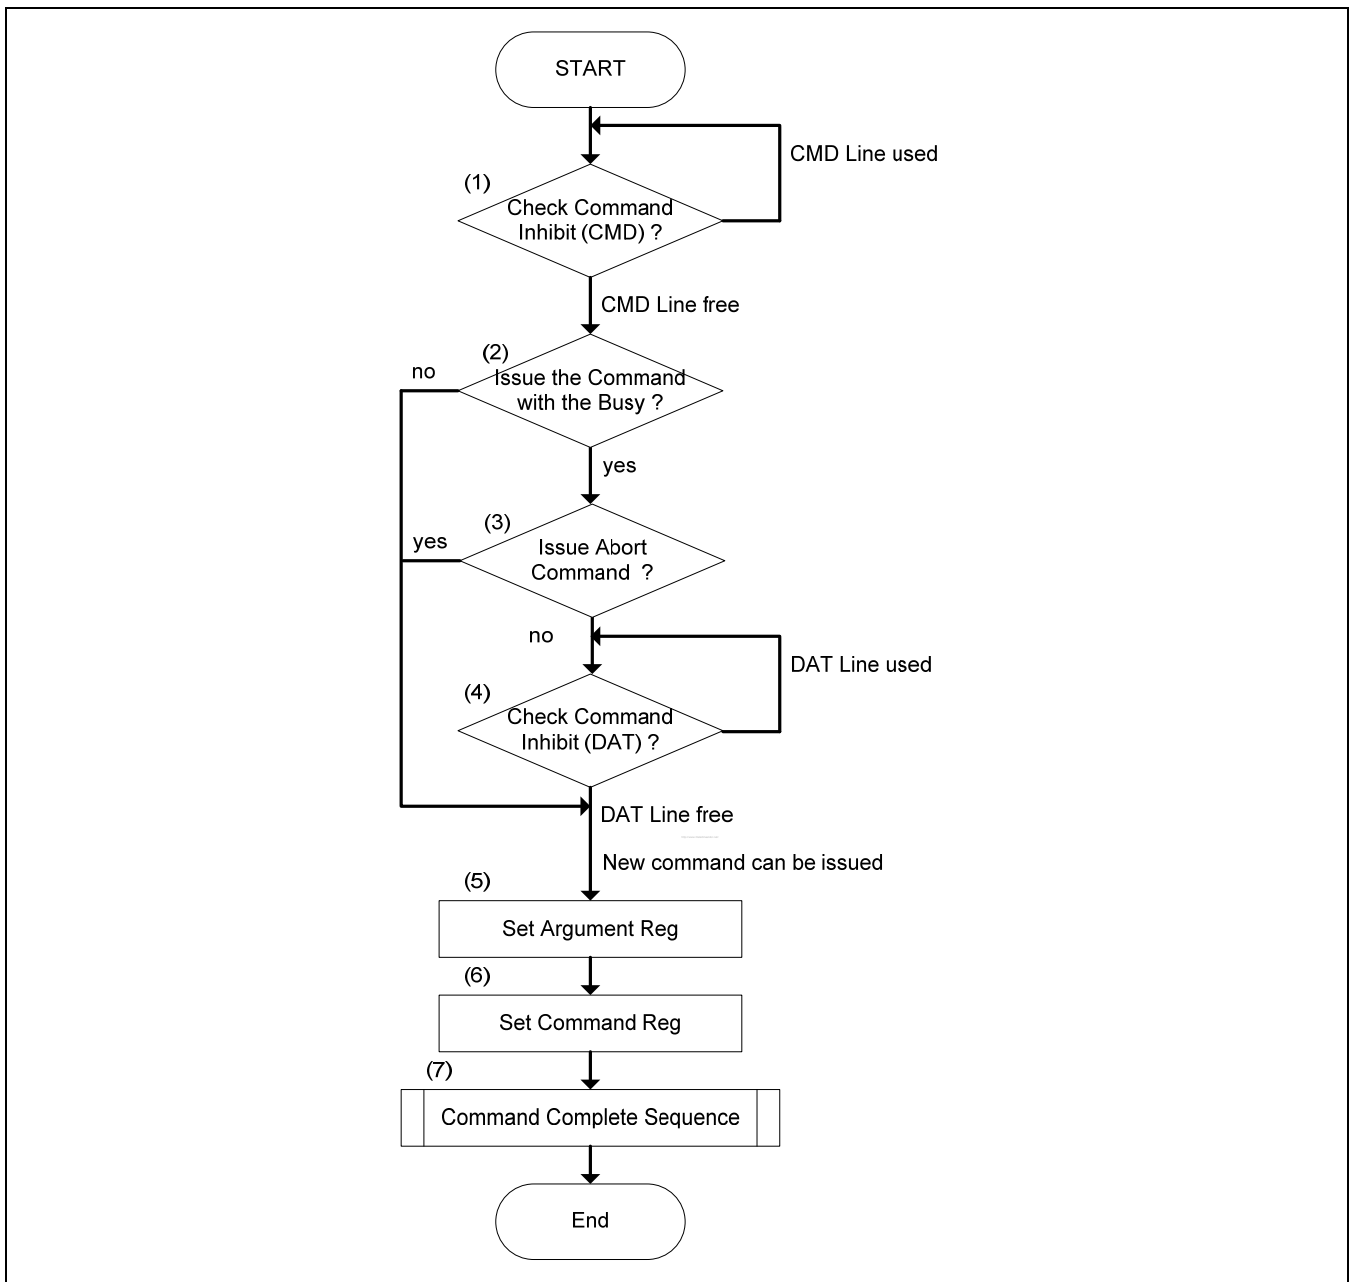 START
CMD Line used
(1)
Check Command
Inhibit (CMD) ?
CMD Line free
(2)
no
Issue the Command
with the Busy ?
yes
(3)
yes
Issue Abort
Command ?
no
DAT Line used
(4)
Check Command
Inhibit (DAT) ?
DAT Line free
New command can be issued
(5)
Set Argument Reg
(6)
Set Command Reg
(7)
Command Complete Sequence
End